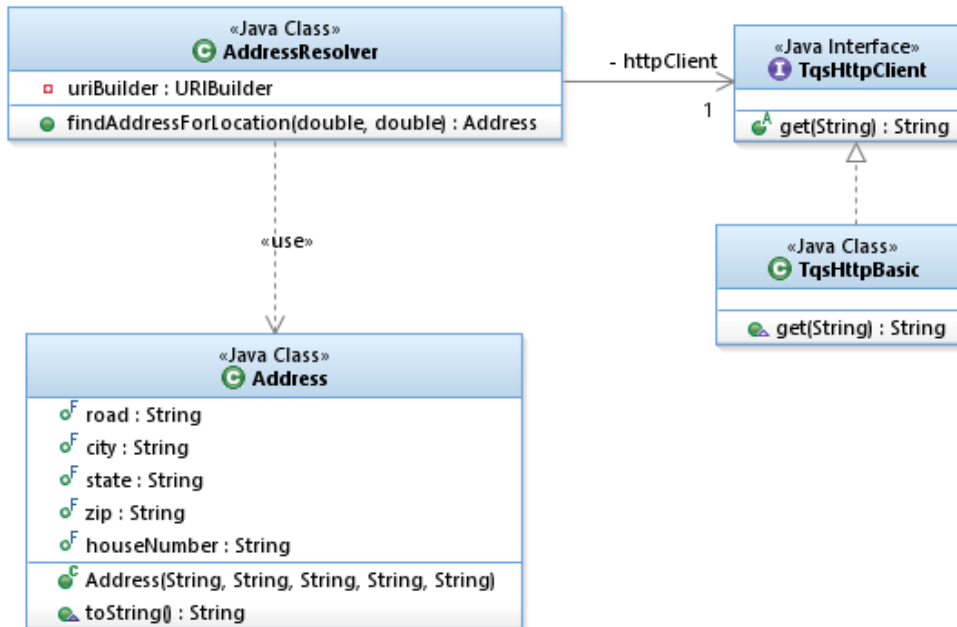 «Java Class»
C AddressResolver
uriBuilder : URIBuilder
findAddressForLocation(double, double) : Address
- httpClient
1
«Java Interface»
I TqsHttpClient
A get(String) : String
«use»
«Java Class»
C TqsHttpBasic
get(String) : String
«Java Class»
C Address
F road : String
F city : String
F state : String
F zip : String
F houseNumber : String
C Address(String, String, String, String, String)
toString() : String